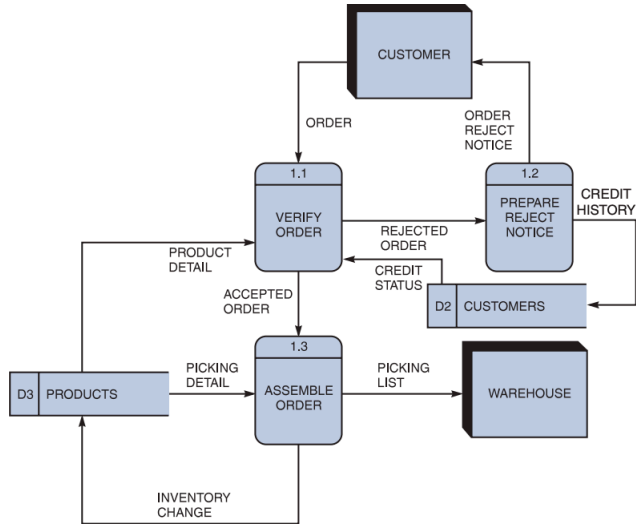 CUSTOMER
ORDER
ORDER
REJECT
NOTICE
1.1
VERIFY
ORDER
1.2
PREPARE
REJECT
NOTICE
CREDIT
HISTORY
REJECTED
ORDER
PRODUCT
DETAIL
CREDIT
STATUS
ACCEPTED
ORDER
D2 CUSTOMERS
1.3
ASSEMBLE
ORDER
PICKING
DETAIL
PICKING
LIST
WAREHOUSE
D3 PRODUCTS
INVENTORY
CHANGE